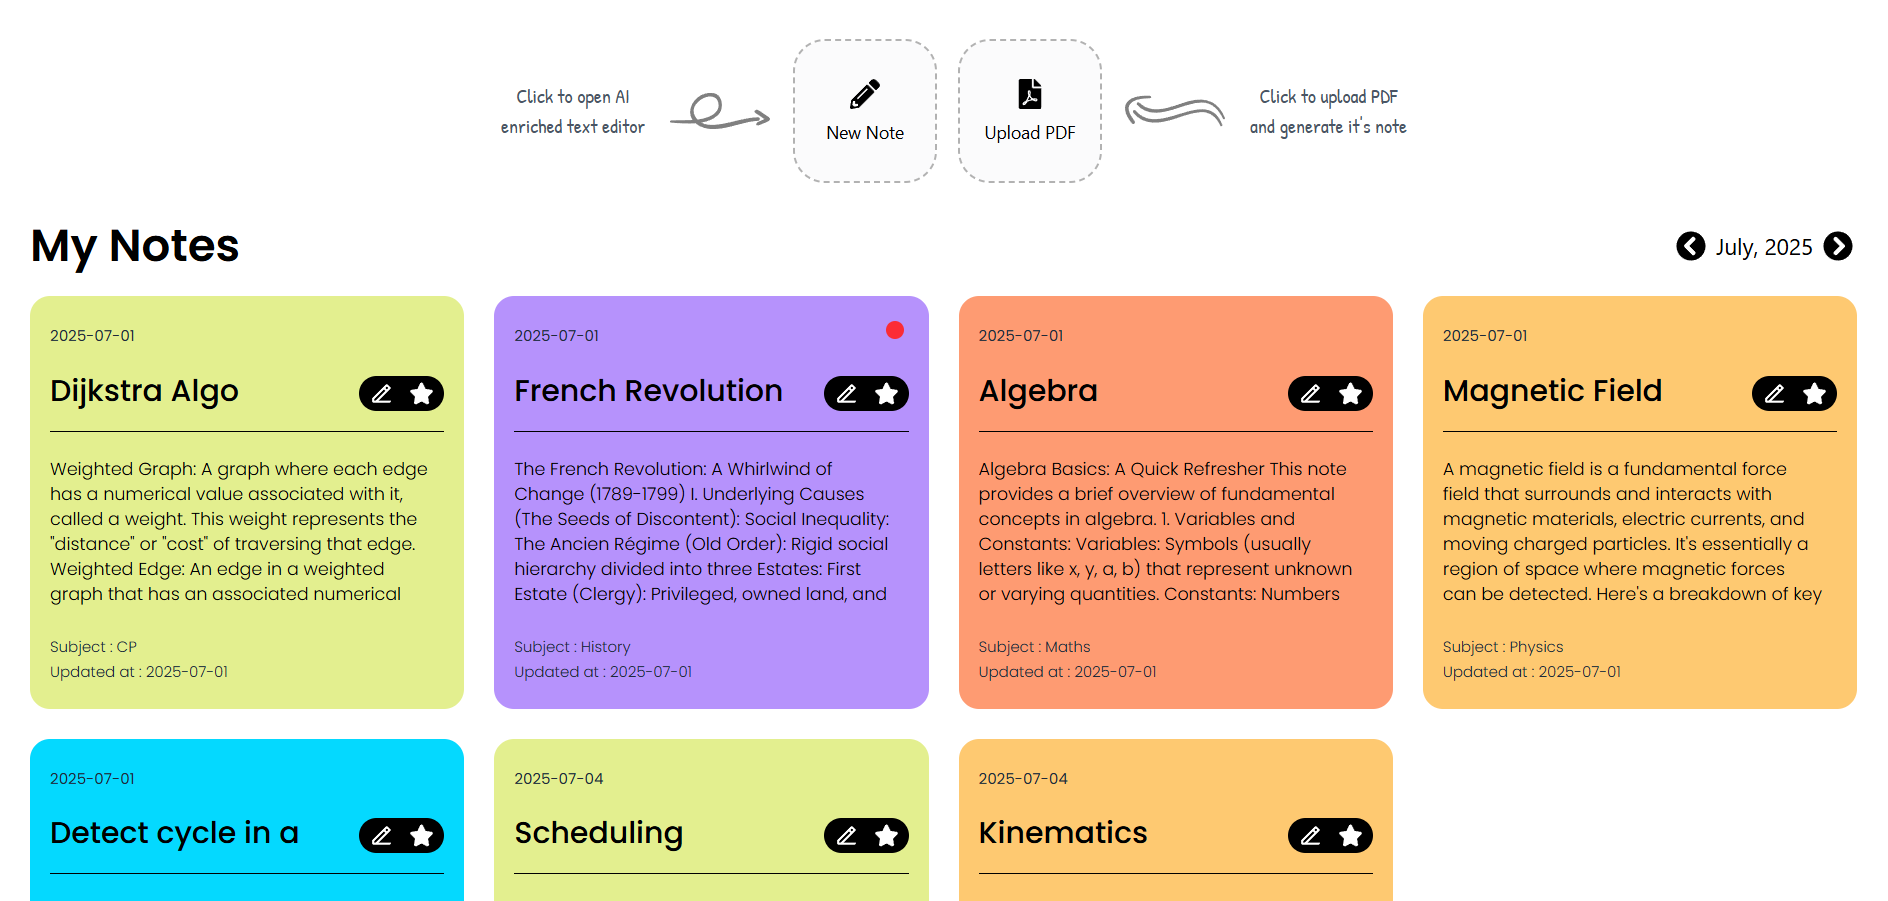 Click to open AI
enriched text editor
New Note
Upload PDF
Click to upload PDF
and generate it's note
My Notes
July, 2025
2025-07-01
Dijkstra Algo
Weighted Graph: A graph where each edge
has a numerical value associated with it,
called a weight. This weight represents the
"distance" or "cost" of traversing that edge.
Weighted Edge: An edge in a weighted
graph that has an associated numerical
Subject : CP
Updated at : 2025-07-01
2025-07-01
French Revolution
The French Revolution: A Whirlwind of
Change (1789-1799) I. Underlying Causes
(The Seeds of Discontent): Social Inequality:
The Ancien Régime (Old Order): Rigid social
hierarchy divided into three Estates: First
Estate (Clergy): Privileged, owned land, and
Subject : History
Updated at : 2025-07-01
2025-07-01
Algebra
Algebra Basics: A Quick Refresher This note
provides a brief overview of fundamental
concepts in algebra. 1. Variables and
Constants: Variables: Symbols (usually
letters like x, y, a, b) that represent unknown
or varying quantities. Constants: Numbers
Subject : Maths
Updated at : 2025-07-01
2025-07-01
Magnetic Field
A magnetic field is a fundamental force
field that surrounds and interacts with
magnetic materials, electric currents, and
moving charged particles. It's essentially a
region of space where magnetic forces
can be detected. Here's a breakdown of key
Subject : Physics
Updated at : 2025-07-01
2025-07-01
Detect cycle in a
2025-07-04
Scheduling
2025-07-04
Kinematics